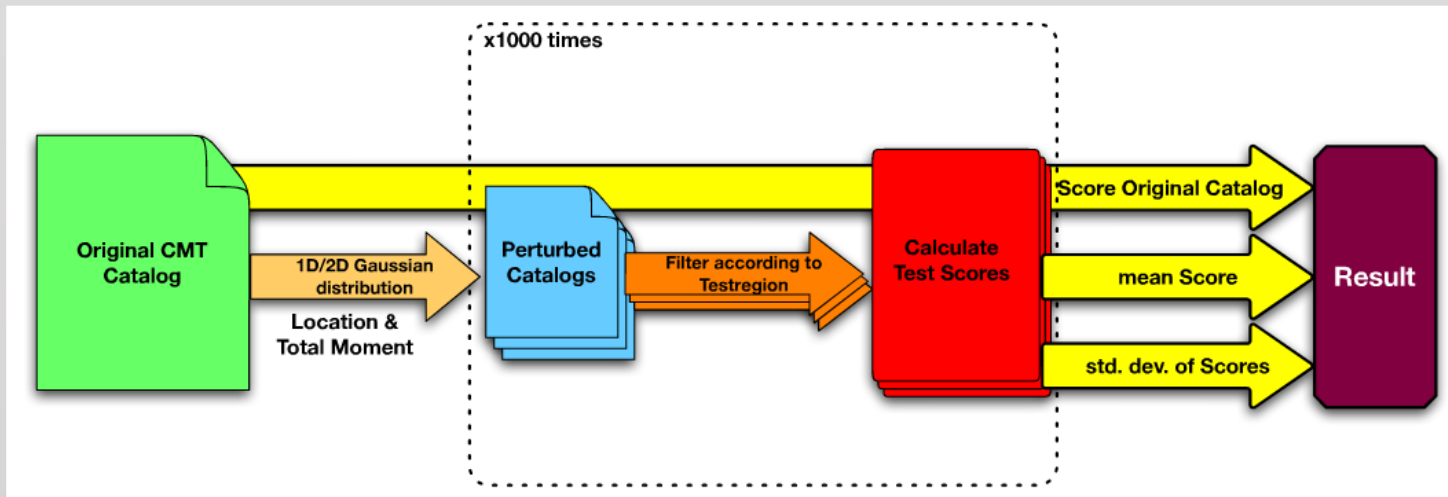 x1000 times
Original CMT
Catalog
1D/2D Gaussian
distribution
Location &
Total Moment
Perturbed
Catalogs
Filter according to
Testregion
Calculate
Test Scores
Score Original Catalog
mean Score
std. dev. of Scores
Result